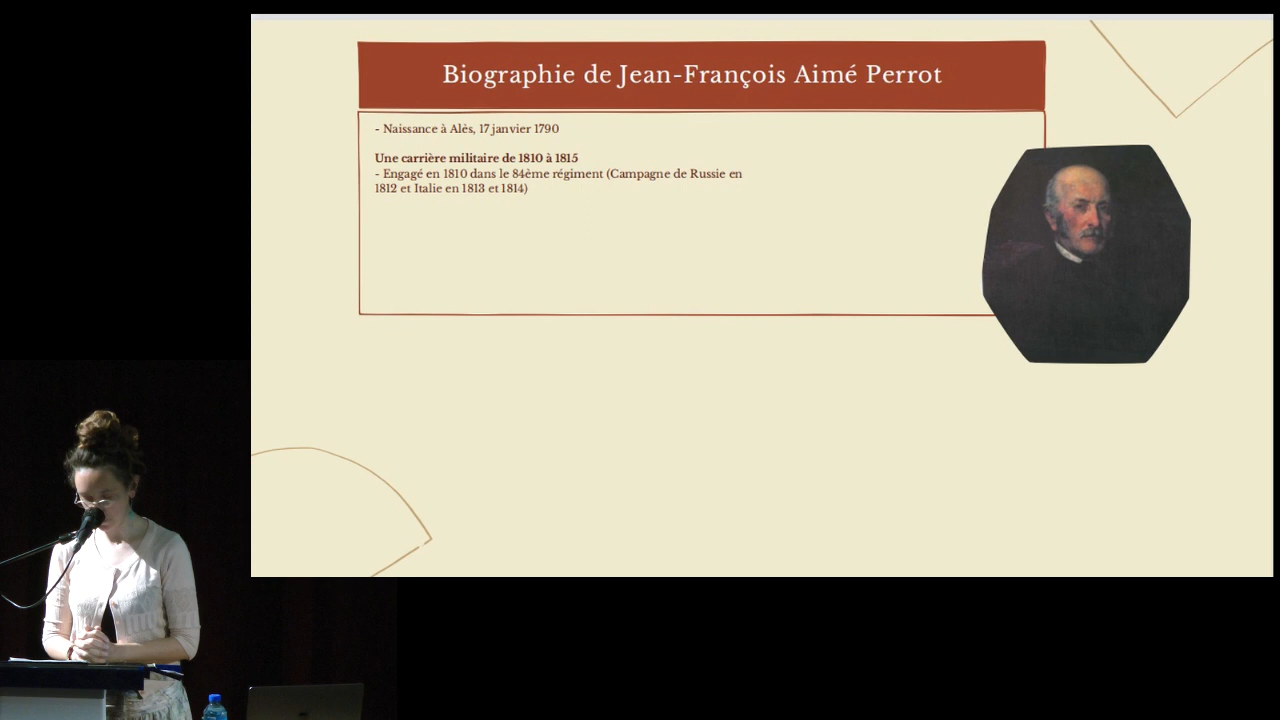 Biographie de Jean-François Aimé Perrot
- Naissance à Alès, 17 janvier 1790
Une carrière militaire de 1810 à 1815
- Engagé en 1810 dans le 84ème régiment (Campagne de Russie en
1812 et Italie en 1813 et 1814)